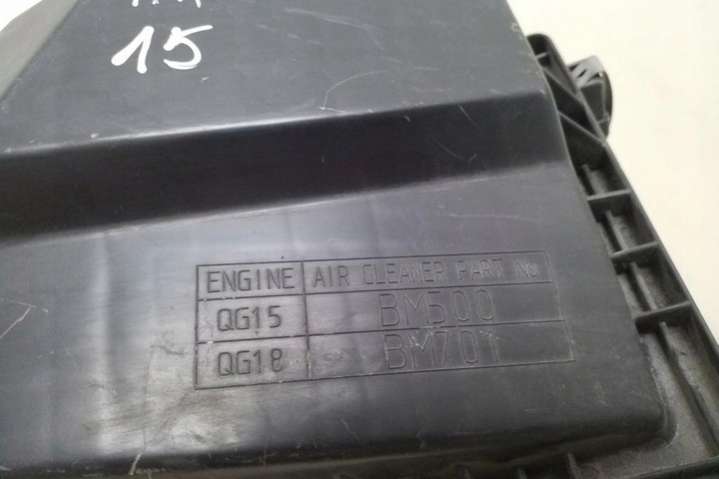 15
ENGINE AIR CLEANER PART No
QG15 BM500
QG18 BM701